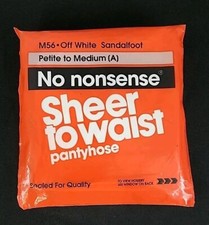 M56 • Off White Sandalfoot
Petite to Medium (A)
No nonsense®
Sheer
to waist
pantyhose
Sealed For Quality